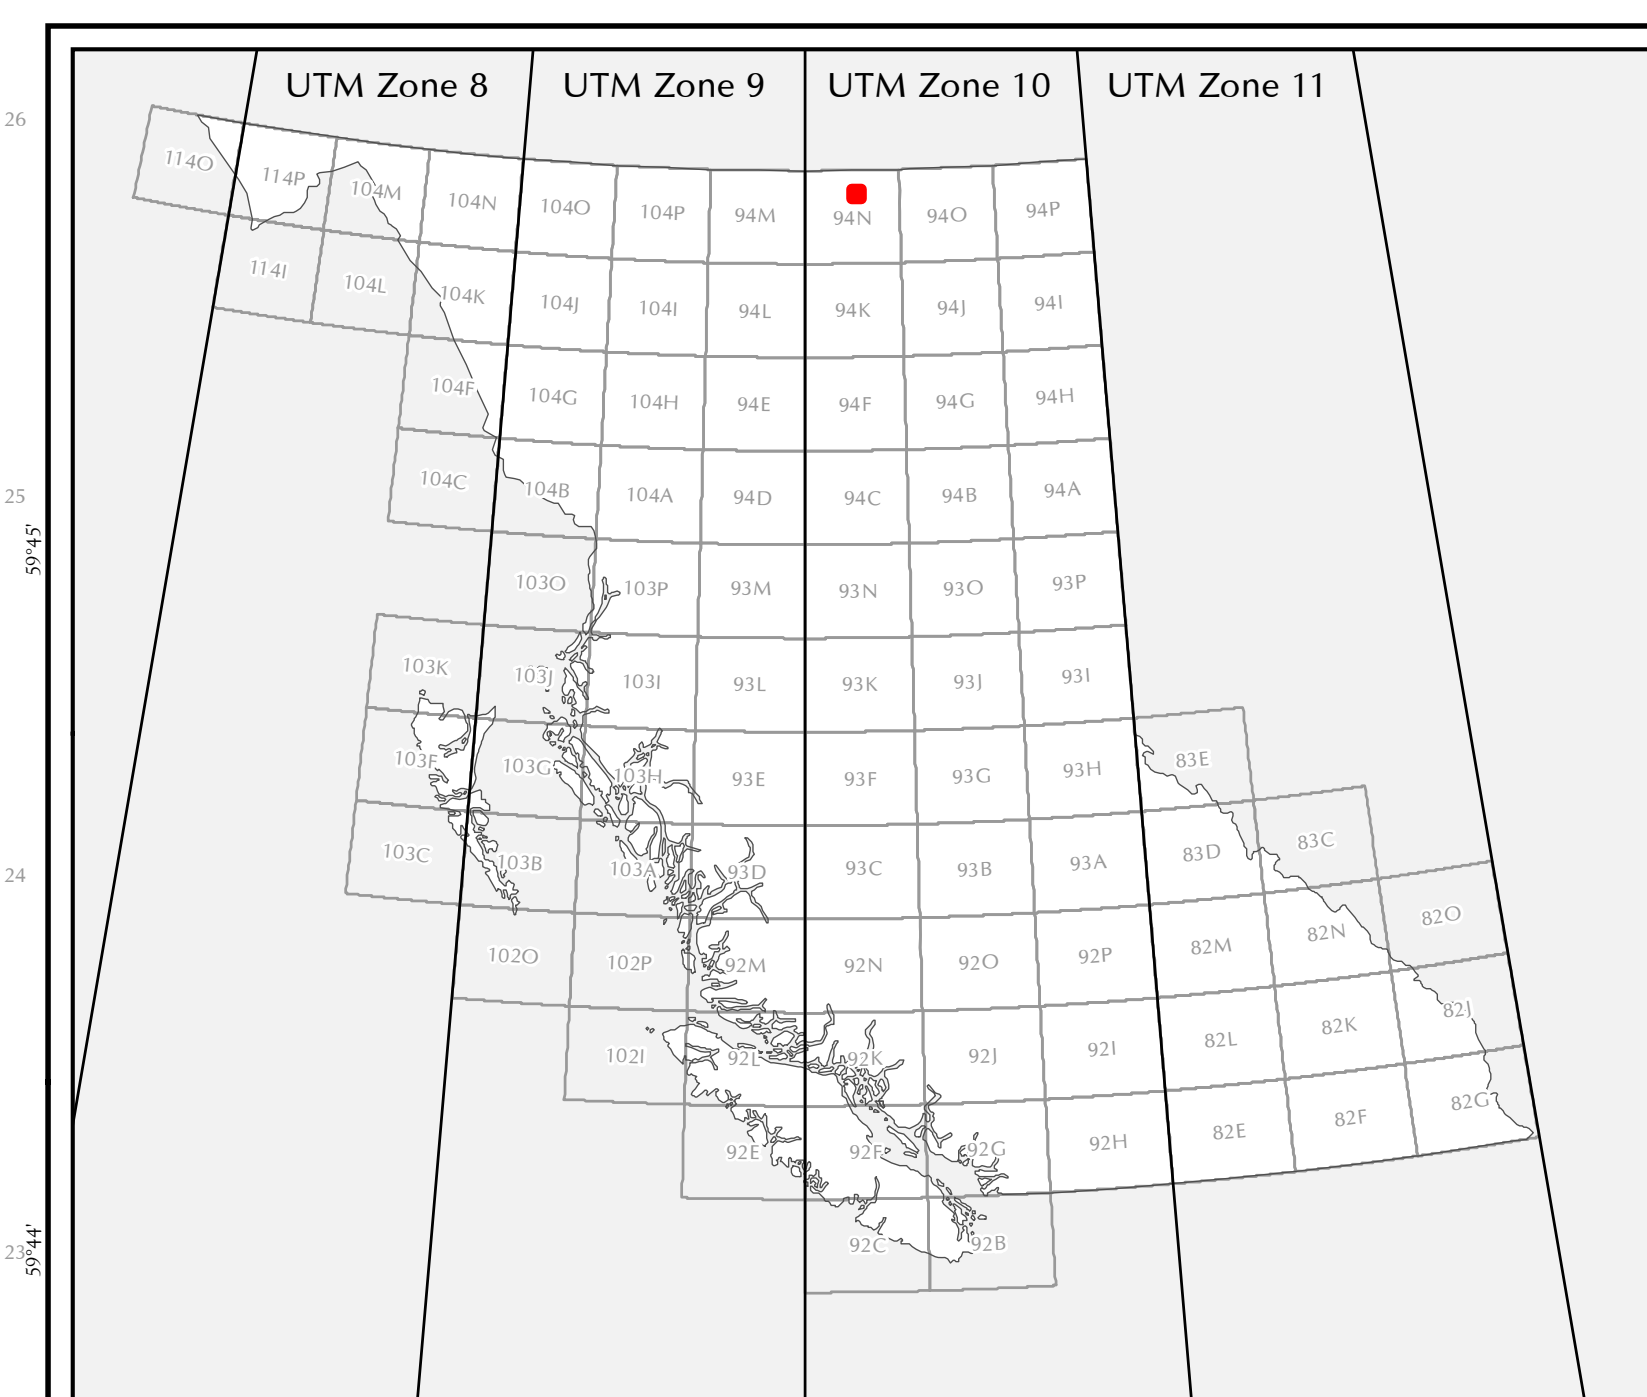 UTM Zone 8 UTM Zone 9 UTM Zone 10 UTM Zone 11
26
114O 114P 104M 104N 104O 104P 94M 94N 94O 94P
114I 104L 104K 104J 104I 94L 94K 94J 94I
104F 104G 104H 94E 94F 94G 94H
25
104C 104B 104A 94D 94C 94B 94A
59°45'
103O 103P 93M 93N 93O 93P
103K 103J 103I 93L 93K 93J 93I
103F 103G 103H 93E 93F 93G 93H 83E
24
103C 103B 103A 93D 93C 93B 93A 83D 83C
102O 102P 92M 92N 92O 92P 82M 82N 82O
102I 92L 92K 92J 92I 82L 82K 82J
92E 92F 92G 92H 82E 82F 82G
23
59°44'
92C 92B